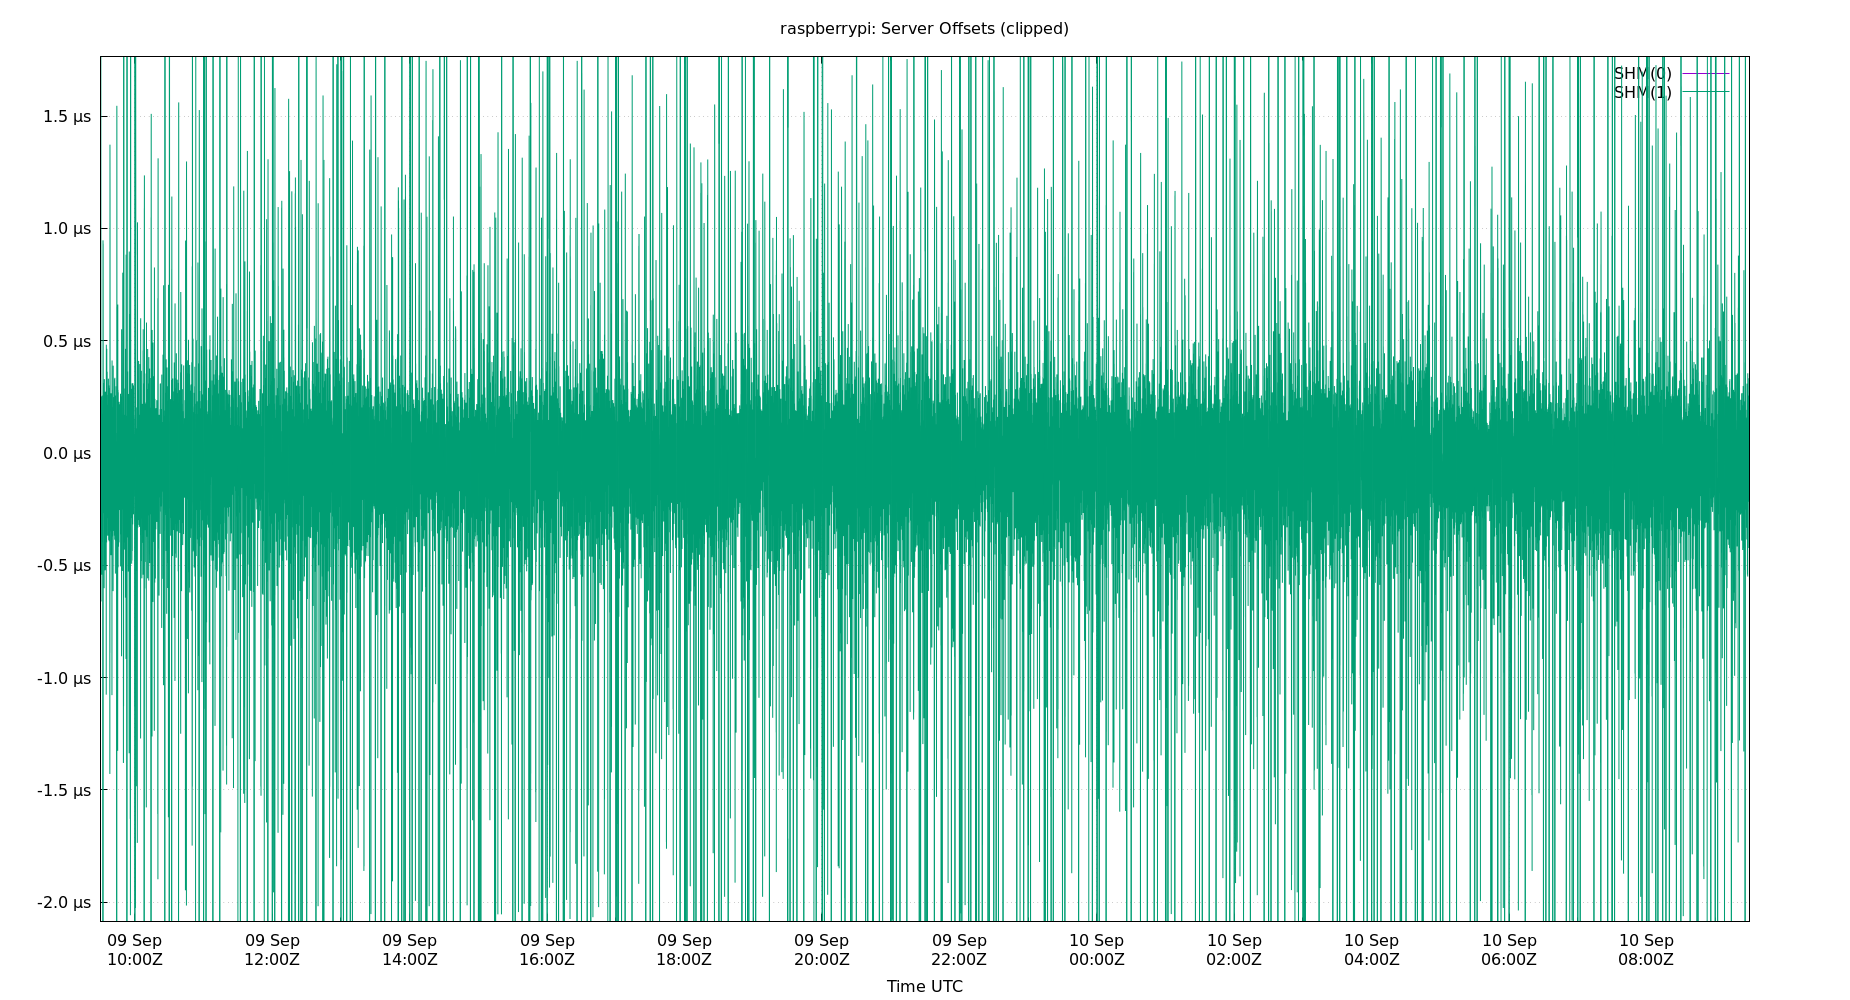 raspberrypi: Server Offsets (clipped)
SHM(0)
SHM(1)
1.5 µs
1.0 µs
0.5 µs
0.0 µs
-0.5 µs
-1.0 µs
-1.5 µs
-2.0 µs
09 Sep 09 Sep 09 Sep 09 Sep 09 Sep 09 Sep 09 Sep 10 Sep 10 Sep 10 Sep 10 Sep 10 Sep
10:00Z 12:00Z 14:00Z 16:00Z 18:00Z 20:00Z 22:00Z 00:00Z 02:00Z 04:00Z 06:00Z 08:00Z
Time UTC